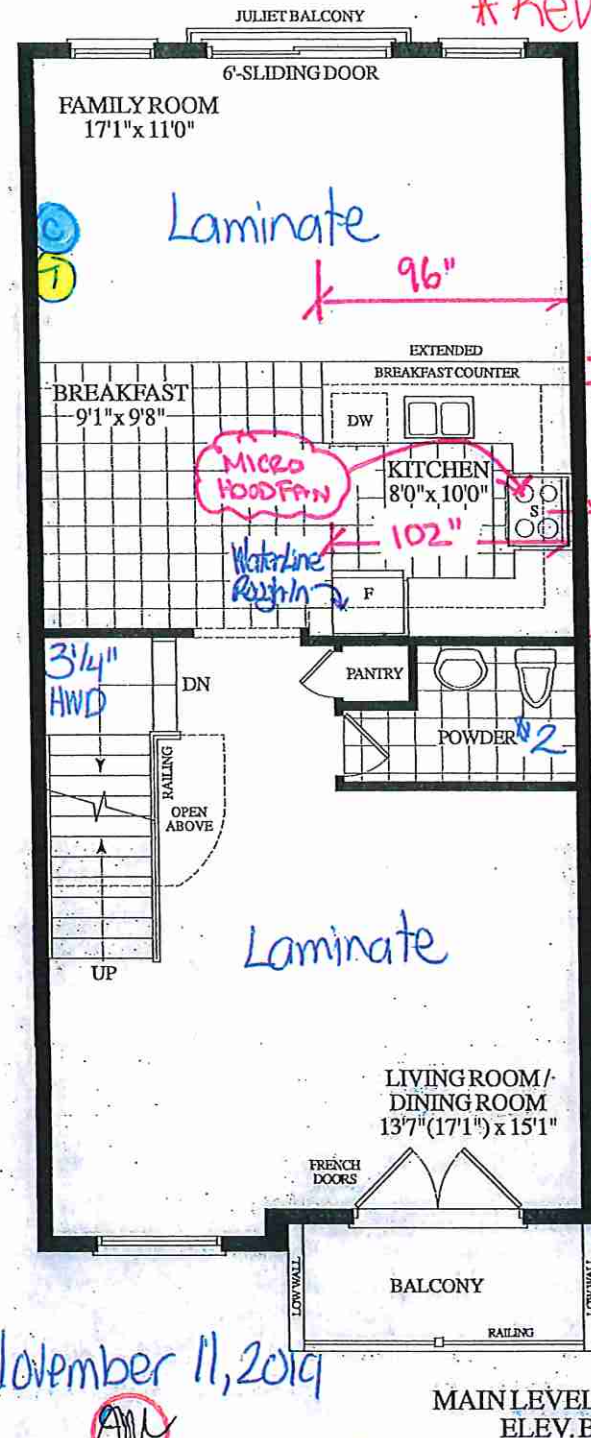 JULIET BALCONY
6'-SLIDING DOOR
FAMILY ROOM
17'1" x 11'0"
Laminate
C
T
96"
EXTENDED
BREAKFAST COUNTER
BREAKFAST
9'1" x 9'8"
DW
MICRO
HOODFAN
KITCHEN
8'0" x 10'0"
S
102"
WaterLine
Rough In
F
3 1/4"
HWD
DN
PANTRY
POWDER #2
RAILING
OPEN
ABOVE
UP
Laminate
LIVING ROOM /
DINING ROOM
13'7" (17'1") x 15'1"
FRENCH
DOORS
LOW WALL
BALCONY
LOW WALL
RAILING
November 11, 2019
MAIN LEVEL
ELEV. B